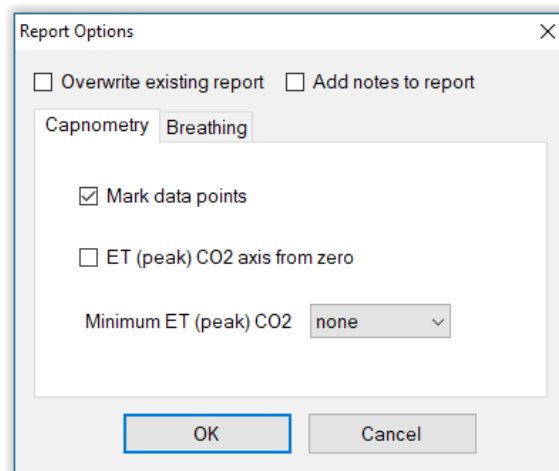 Report Options
Overwrite existing report Add notes to report
Capnometry Breathing
Mark data points
ET (peak) CO2 axis from zero
Minimum ET (peak) CO2 none
OK Cancel